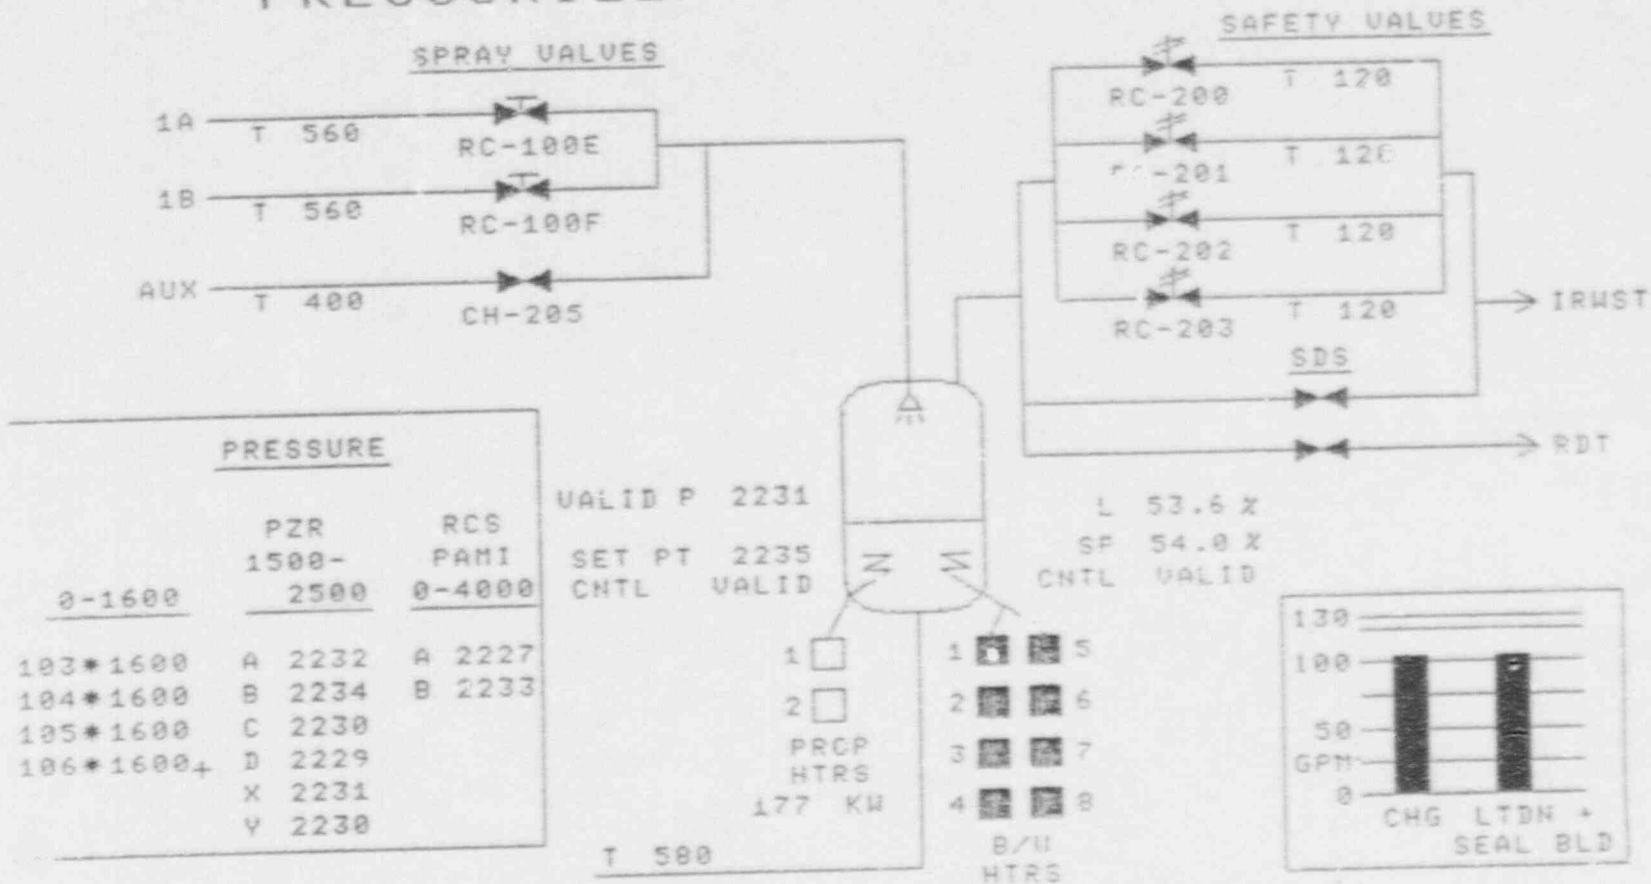 SPRAY VALVES
1A T 560 RC-100E
1B T 560 RC-100F
AUX T 400 CH-205
SAFETY VALVES
RC-200 T 120
-201
RC-202 T 120
RC-203 T 120
IRWST
SDS
RDT
PRESSURE
PZR RCS
1500- PAMI
0-1600 2500 0-4000
103*1600 A 2232 A 2227
104*1600 B 2234 B 2233
105*1600 C 2230
106*1600+ D 2229
X 2231
Y 2230
VALID P 2231
SET PT 2235
CNTL VALID
L 53.6 %
SP 54.0 %
CNTL VALID
1
2
PROP
HTRS
177 KW
1 5
2 6
3 7
4 8
B/U
HTRS
T 580
130
100
50
GPM
0
CHG LTDN +
SEAL BLD